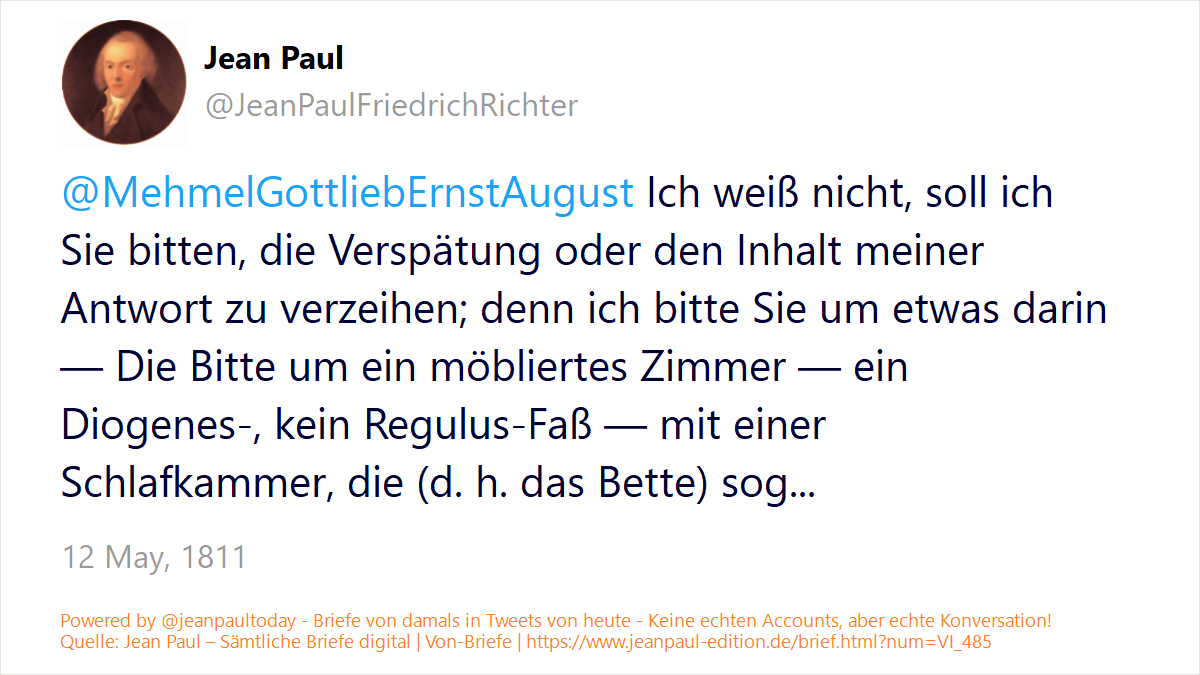 Jean Paul
@JeanPaulFriedrichRichter
@MehmelGottliebErnstAugust Ich weiß nicht, soll ich
Sie bitten, die Verspätung oder den Inhalt meiner
Antwort zu verzeihen; denn ich bitte Sie um etwas darin
— Die Bitte um ein möbliertes Zimmer — ein
Diogenes-, kein Regulus-Faß — mit einer
Schlafkammer, die (d. h. das Bette) sog...
12 May, 1811
Powered by @jeanpaultoday - Briefe von damals in Tweets von heute - Keine echten Accounts, aber echte Konversation!
Quelle: Jean Paul – Sämtliche Briefe digital | Von-Briefe | https://www.jeanpaul-edition.de/brief.html?num=VI_485